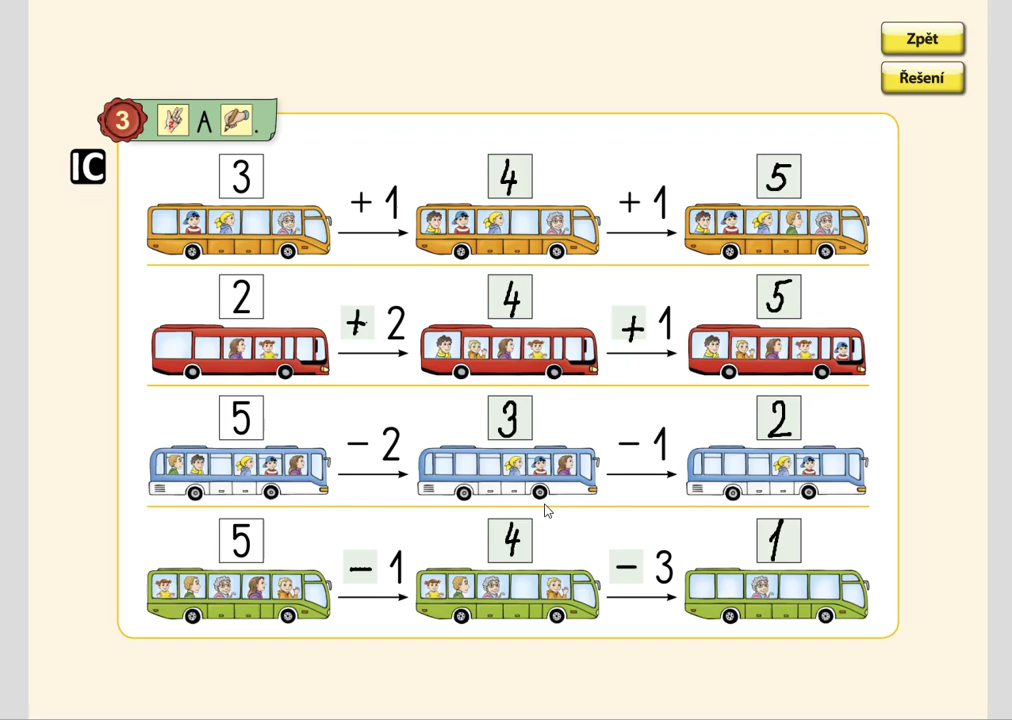 Zpět
Řešení
3 A .
IC
3 + 1 4 + 1 5
2 + 2 4 + 1 5
5 - 2 3 - 1 2
5 - 1 4 - 3 1